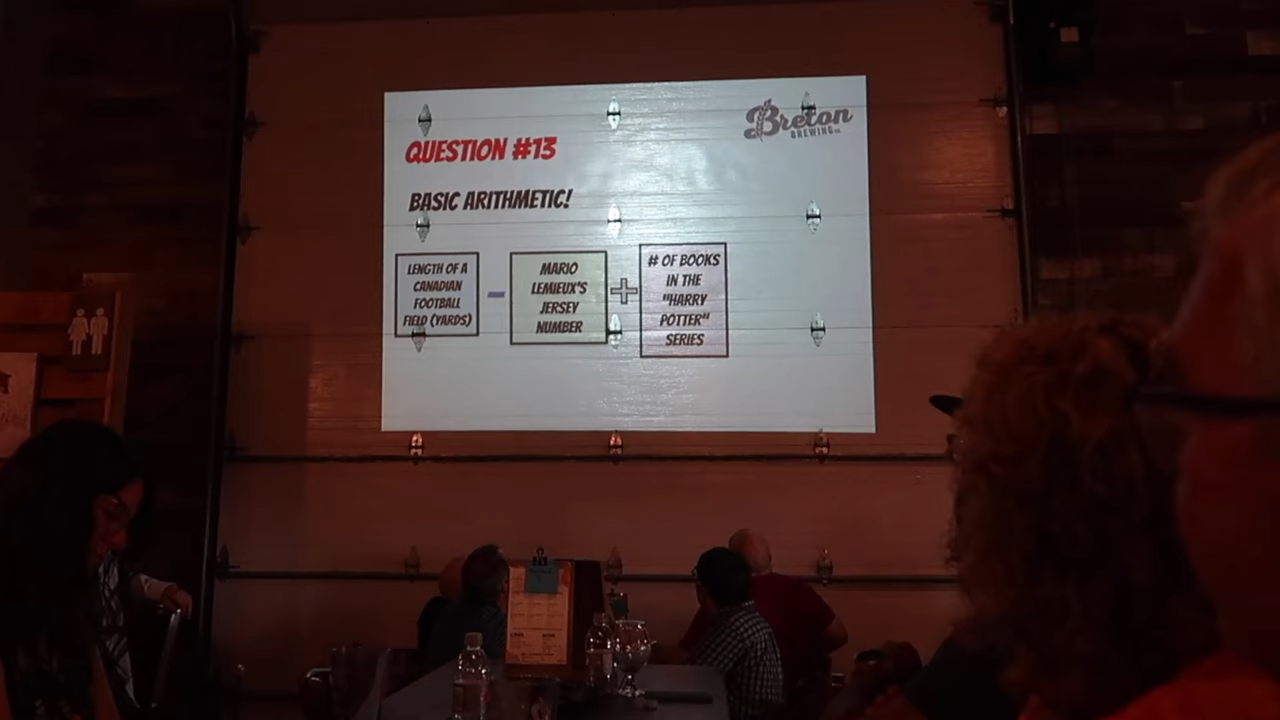 Breton
BREWING CO.
QUESTION #13
BASIC ARITHMETIC!
LENGTH OF A
CANADIAN
FOOTBALL
FIELD (YARDS)
-
MARIO
LEMIEUX'S
JERSEY
NUMBER
+
# OF BOOKS
IN THE
"HARRY
POTTER"
SERIES